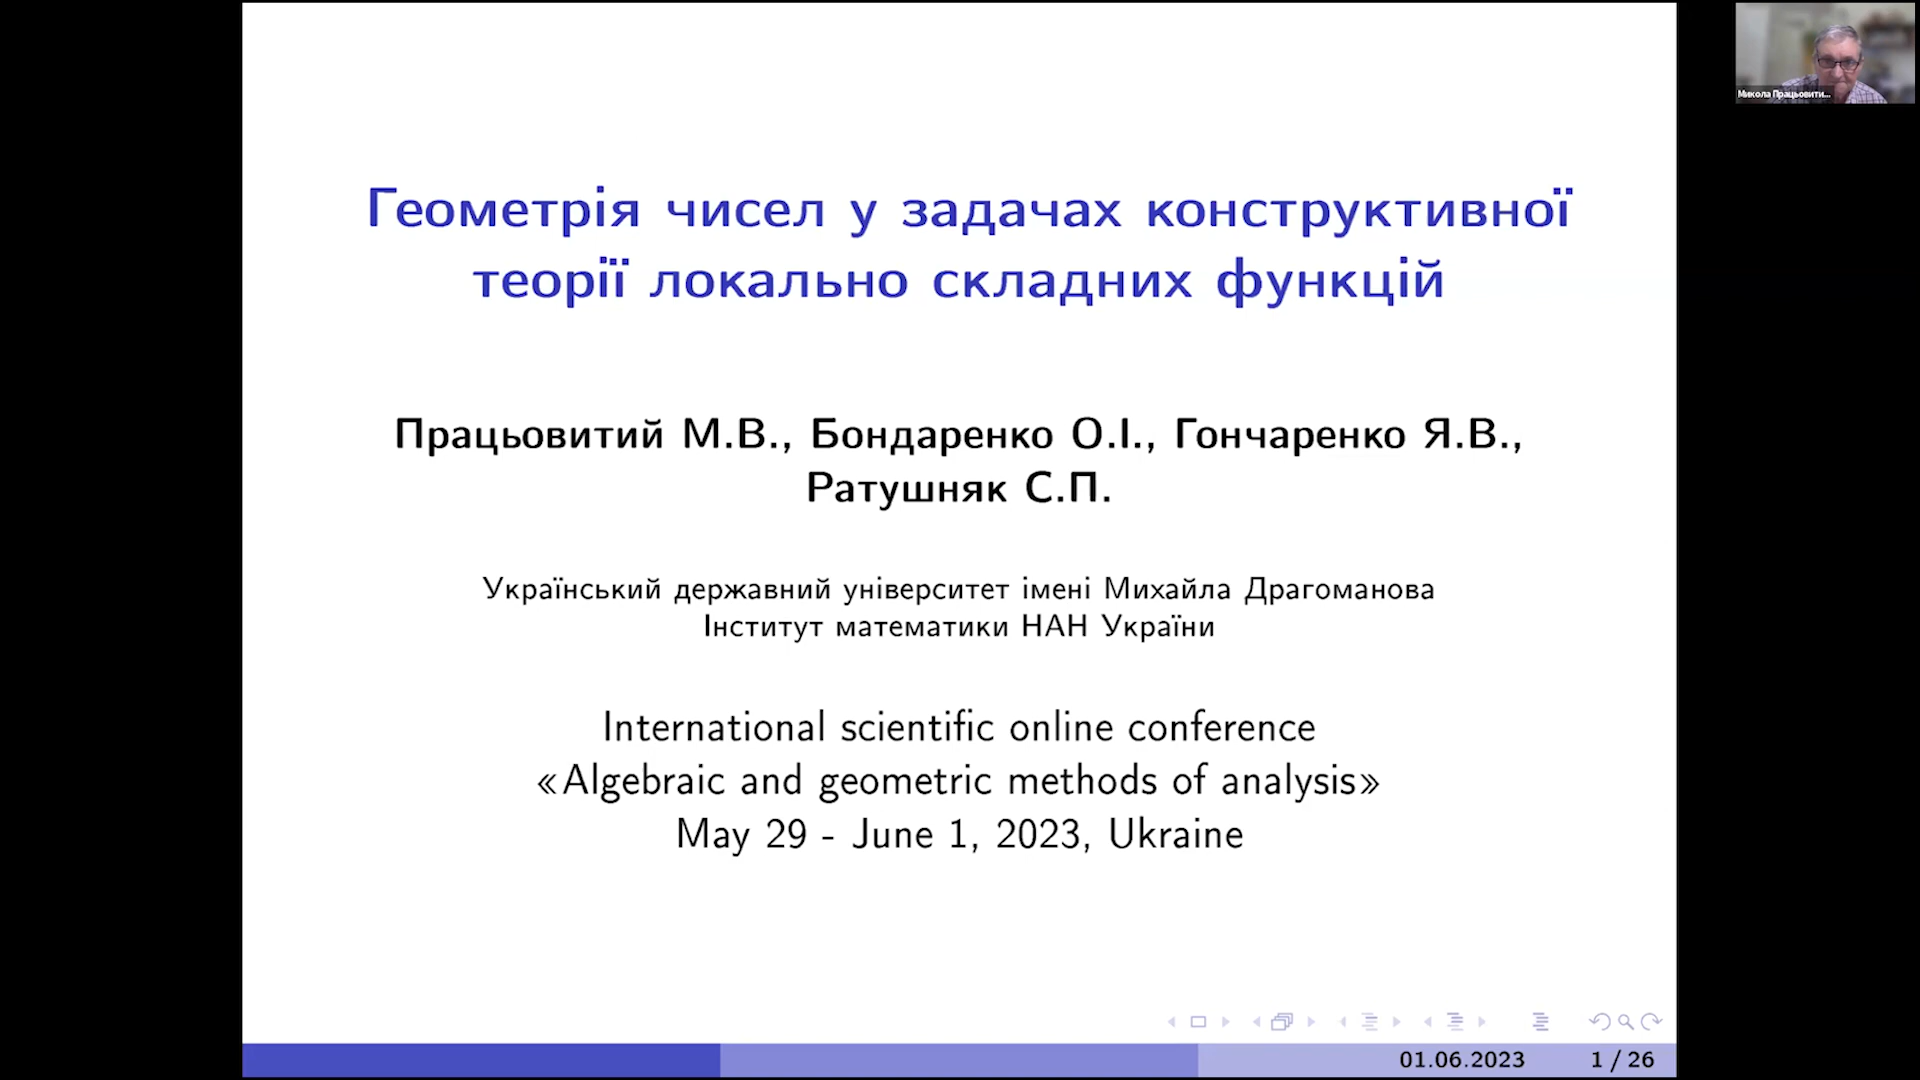 Микола Працьовити...
Геометрія чисел у задачах конструктивної
теорії локально складних функцій
Працьовитий М.В., Бондаренко О.І., Гончаренко Я.В.,
Ратушняк С.П.
Український державний університет імені Михайла Драгоманова
Інститут математики НАН України
International scientific online conference
«Algebraic and geometric methods of analysis»
May 29 - June 1, 2023, Ukraine
01.06.2023 1 / 26